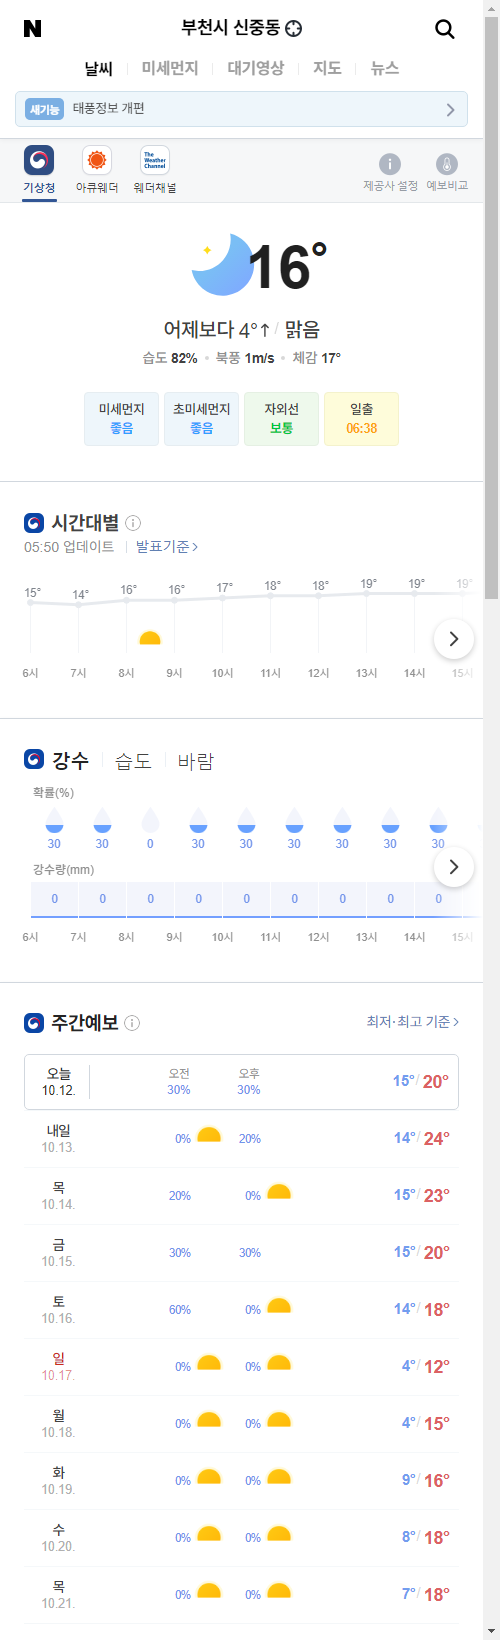 N
부천시 신중동
날씨 미세먼지 대기영상 지도 뉴스
새기능 태풍정보 개편
The Weather Channel
기상청 아큐웨더 웨더채널 제공사 설정 예보비교
16°
어제보다 4°↑ / 맑음
습도 82% • 북풍 1m/s • 체감 17°
미세먼지 초미세먼지 자외선 일출
좋음 좋음 보통 06:38
시간대별
05:50 업데이트 발표기준 >
15° 14° 16° 16° 17° 18° 18° 19° 19° 19°
6시 7시 8시 9시 10시 11시 12시 13시 14시 15시
강수 습도 바람
확률(%)
30 30 0 30 30 30 30 30 30
강수량(mm)
0 0 0 0 0 0 0 0 0
6시 7시 8시 9시 10시 11시 12시 13시 14시 15시
주간예보 최저·최고 기준 >
오늘 오전 오후
10.12. 30% 30% 15° / 20°
내일
10.13. 0% 20% 14° / 24°
목
10.14. 20% 0% 15° / 23°
금
10.15. 30% 30% 15° / 20°
토
10.16. 60% 0% 14° / 18°
일
10.17. 0% 0% 4° / 12°
월
10.18. 0% 0% 4° / 15°
화
10.19. 0% 0% 9° / 16°
수
10.20. 0% 0% 8° / 18°
목
10.21. 0% 0% 7° / 18°